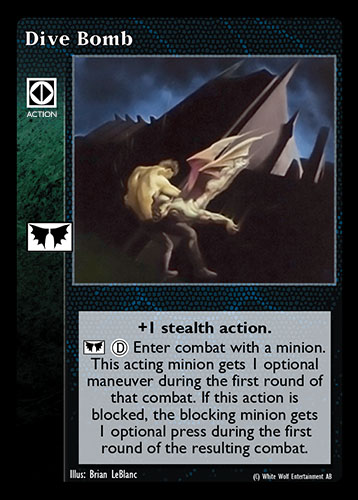 Dive Bomb
ACTION
+1 stealth action.
D Enter combat with a minion.
This acting minion gets 1 optional
maneuver during the first round of
that combat. If this action is
blocked, the blocking minion gets
1 optional press during the first
round of the resulting combat.
Illus: Brian LeBlanc
(C) White Wolf Entertainment AB